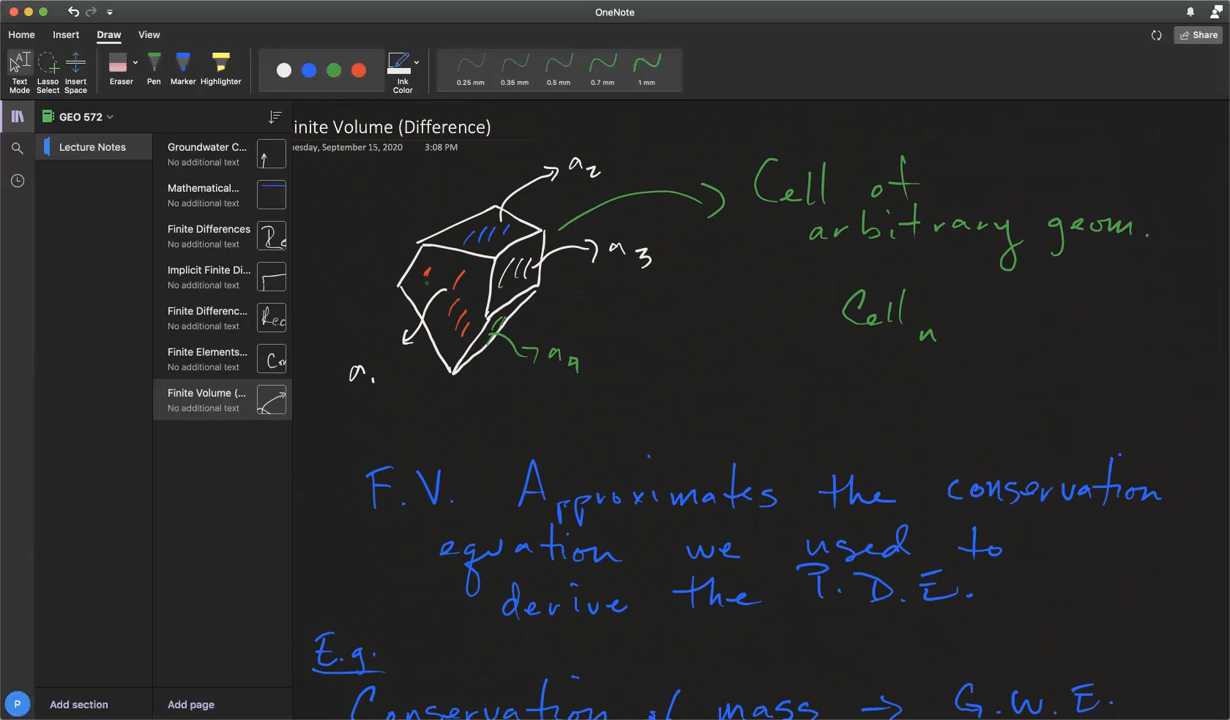 OneNote
Home Insert Draw View
Share
Text Mode
Lasso Select
Insert Space
Eraser
Pen
Marker
Highlighter
Ink Color
0.25 mm 0.35 mm 0.5 mm 0.7 mm 1 mm
GEO 572
Lecture Notes
Groundwater C...
No additional text
Mathematical...
No additional text
Finite Differences
No additional text
Implicit Finite Di...
No additional text
Finite Differenc...
No additional text
Finite Elements...
No additional text
Finite Volume (...
No additional text
P
Add section
Add page
inite Volume (Difference)
uesday, September 15, 2020 3:08 PM
a2
a3
a4
a1
Cell of
arbitrary geom.
Cell n
F.V. Approximates the conservation
equation we used to
derive the P.D.E.
E.g.
Conservation of mass → G.W.E.